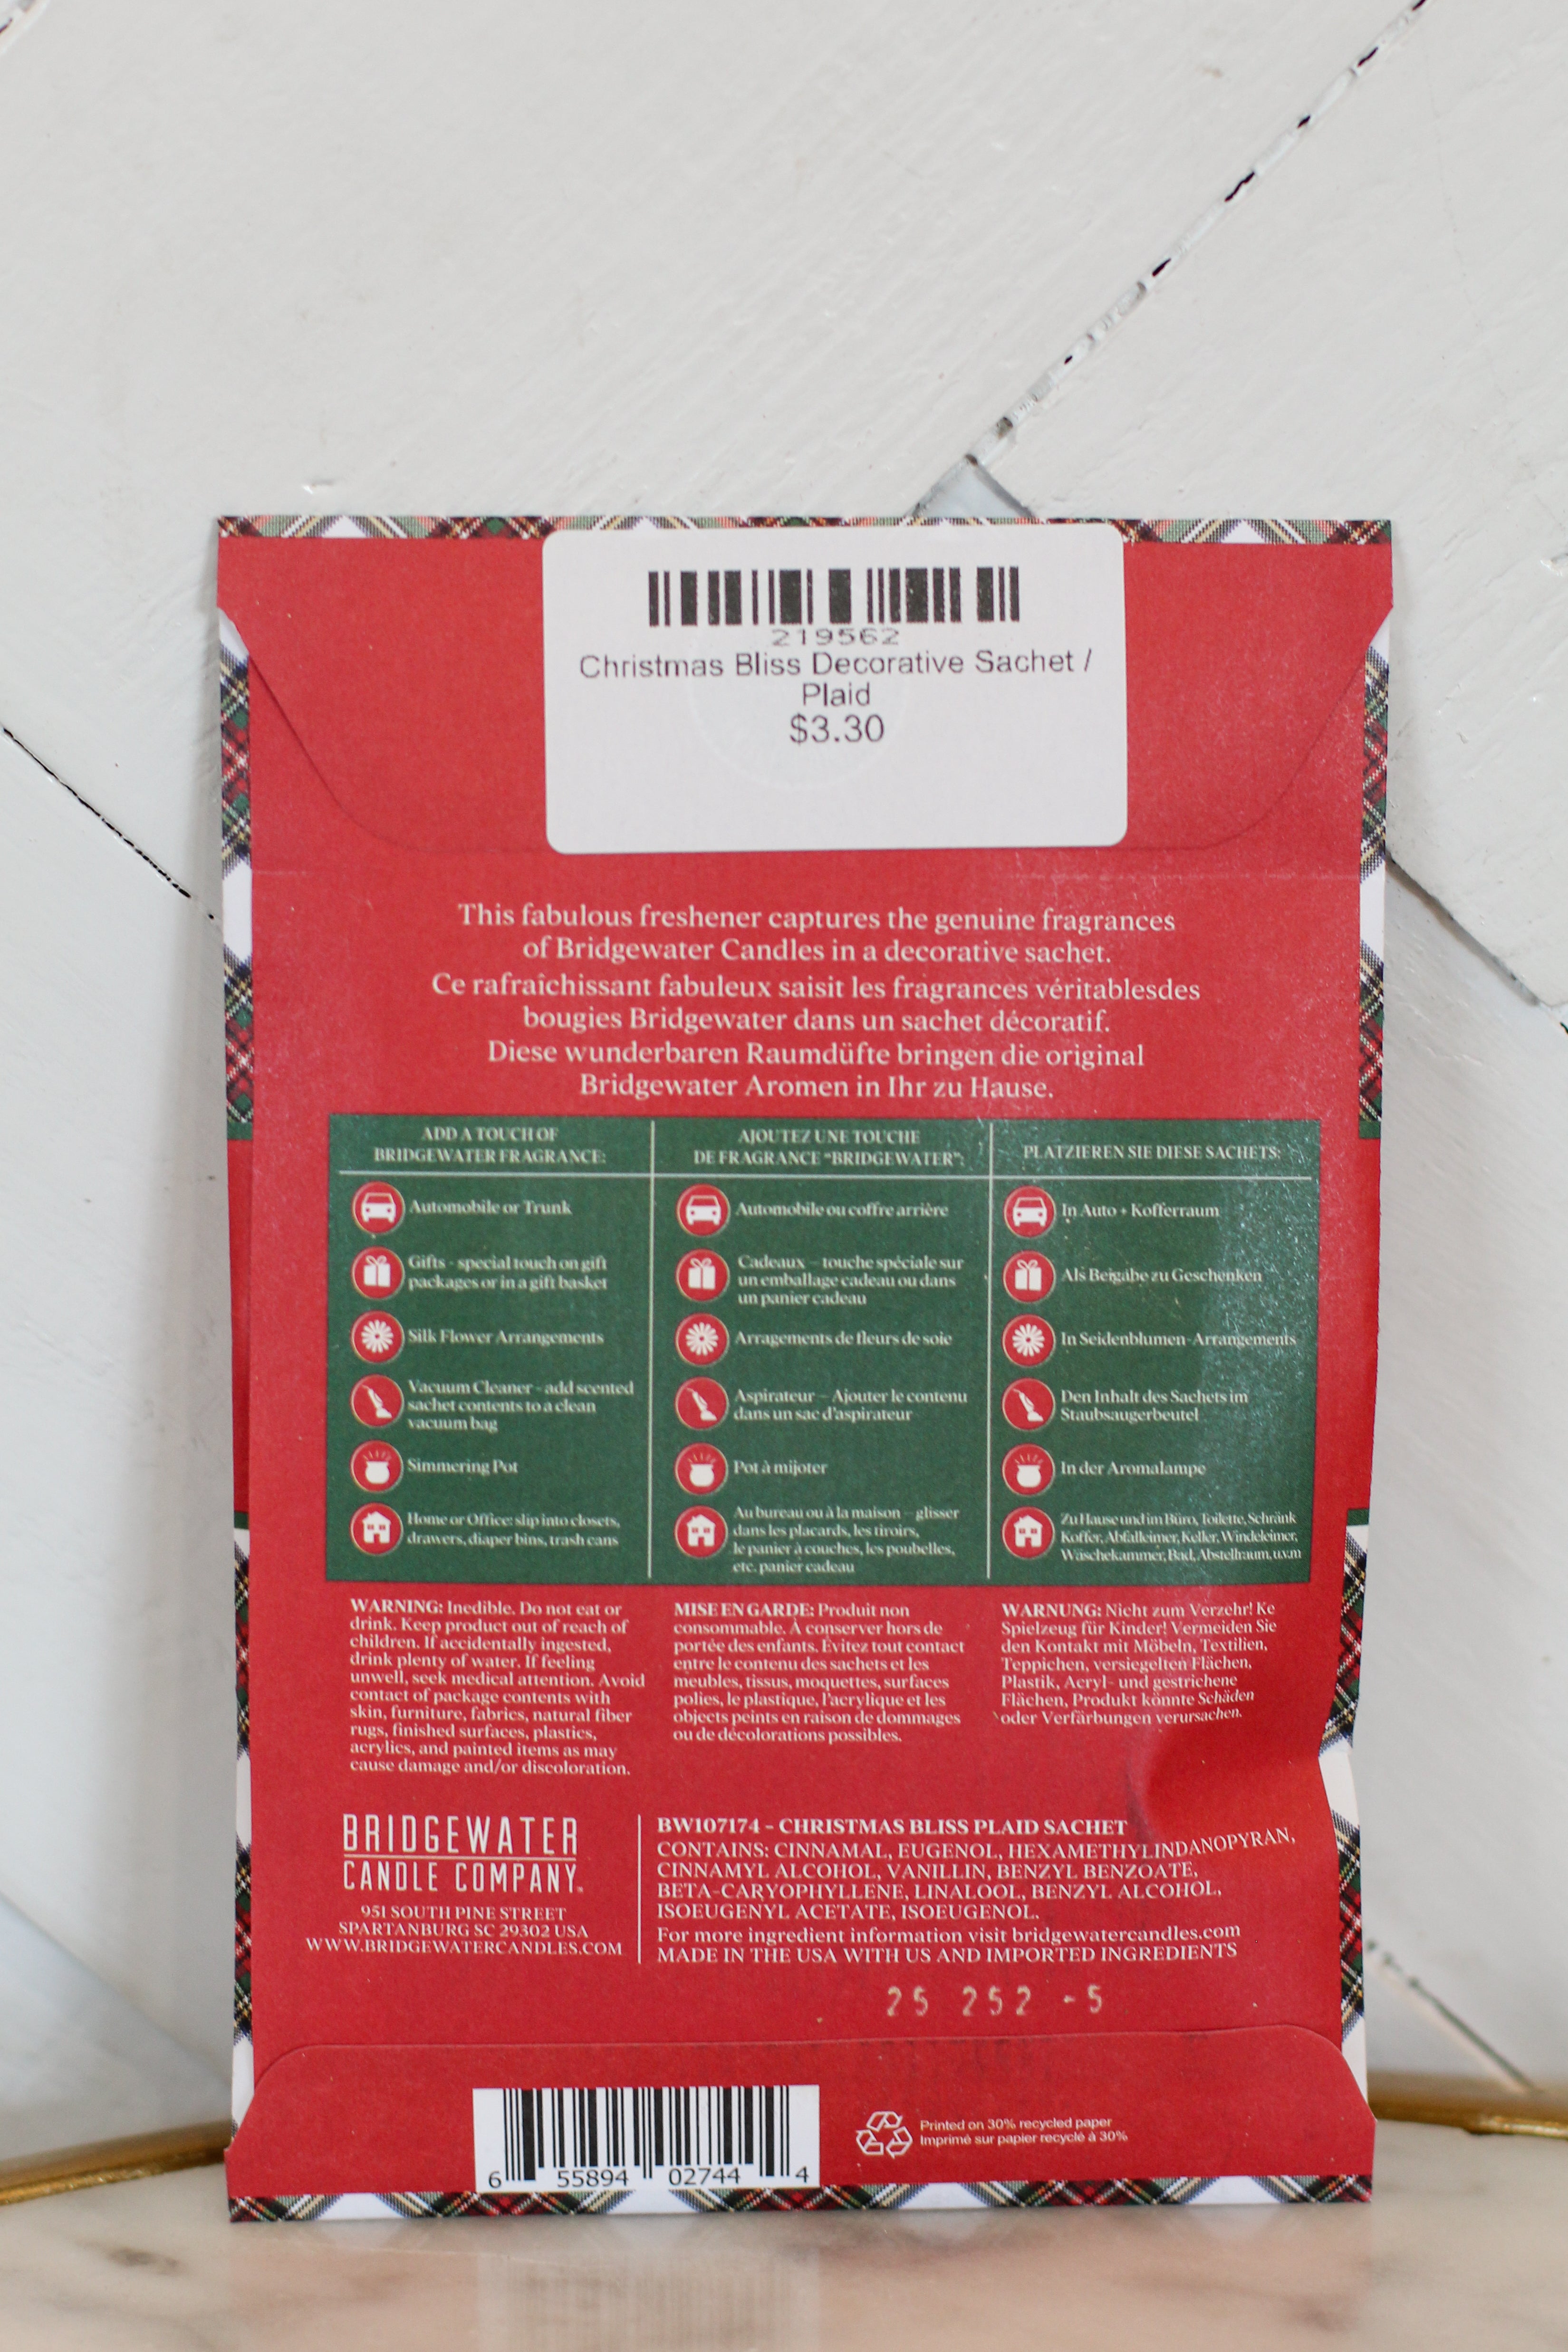 219562
Christmas Bliss Decorative Sachet /
Plaid
$3.30
This fabulous freshener captures the genuine fragrances
of Bridgewater Candles in a decorative sachet.
Ce rafraîchissant fabuleux saisit les fragrances véritablesdes
bougies Bridgewater dans un sachet décoratif.
Diese wunderbaren Raumdüfte bringen die original
Bridgewater Aromen in Ihr zu Hause.
ADD A TOUCH OF
BRIDGEWATER FRAGRANCE:
Automobile or Trunk
Gifts - special touch on gift
packages or in a gift basket
Silk Flower Arrangements
Vacuum Cleaner - add scented
sachet contents to a clean
vacuum bag
Simmering Pot
Home or Office: slip into closets,
drawers, diaper bins, trash cans
AJOUTEZ UNE TOUCHE
DE FRAGRANCE "BRIDGEWATER":
Automobile ou coffre arrière
Cadeaux – touche spéciale sur
un emballage cadeau ou dans
un panier cadeau
Arragements de fleurs de soie
Aspirateur – Ajouter le contenu
dans un sac d'aspirateur
Pot à mijoter
Au bureau ou à la maison – glisser
dans les placards, les tiroirs,
le panier à couches, les poubelles,
etc. panier cadeau
PLATZIEREN SIE DIESE SACHETS:
In Auto + Kofferraum
Als Beigabe zu Geschenken
In Seidenblumen-Arrangements
Den Inhalt des Sachets im
Staubsaugerbeutel
In der Aromalampe
Zu Hause und im Büro, Toilette, Schränk
Koffer, Abfalleimer, Keller, Windeleimer,
Wäschekammer, Bad, Abstellraum, u.v.m
WARNING: Inedible. Do not eat or
drink. Keep product out of reach of
children. If accidentally ingested,
drink plenty of water. If feeling
unwell, seek medical attention. Avoid
contact of package contents with
skin, furniture, fabrics, natural fiber
rugs, finished surfaces, plastics,
acrylics, and painted items as may
cause damage and/or discoloration.
MISE EN GARDE: Produit non
consommable. À conserver hors de
portée des enfants. Évitez tout contact
entre le contenu des sachets et les
meubles, tissus, moquettes, surfaces
polies, le plastique, l'acrylique et les
objects peints en raison de dommages
ou de décolorations possibles.
WARNUNG: Nicht zum Verzehr! Ke
Spielzeug für Kinder! Vermeiden Sie
den Kontakt mit Möbeln, Textilien,
Teppichen, versiegelten Flächen,
Plastik, Acryl- und gestrichene
Flächen, Produkt könnte Schäden
oder Verfärbungen verursachen.
BRIDGEWATER
CANDLE COMPANY™
951 SOUTH PINE STREET
SPARTANBURG SC 29302 USA
WWW.BRIDGEWATERCANDLES.COM
BW107174 - CHRISTMAS BLISS PLAID SACHET
CONTAINS: CINNAMAL, EUGENOL, HEXAMETHYLINDANOPYRAN,
CINNAMYL ALCOHOL, VANILLIN, BENZYL BENZOATE,
BETA-CARYOPHYLLENE, LINALOOL, BENZYL ALCOHOL,
ISOEUGENYL ACETATE, ISOEUGENOL.
For more ingredient information visit bridgewatercandles.com
MADE IN THE USA WITH US AND IMPORTED INGREDIENTS
25 252 -5
6 55894 02744 4
Printed on 30% recycled paper
Imprimé sur papier recyclé à 30%